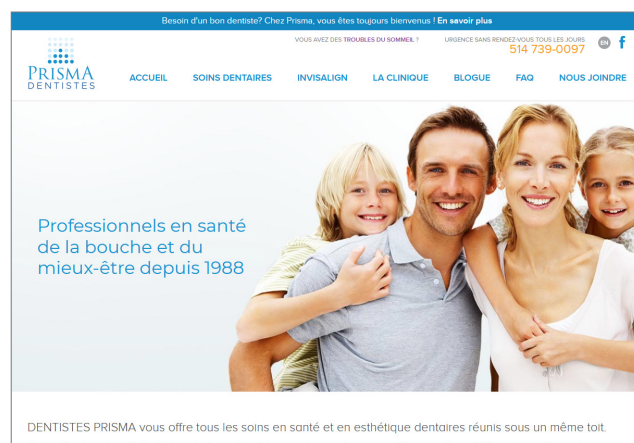 Besoin d'un bon dentiste? Chez Prisma, vous êtes toujours bienvenus ! En savoir plus
VOUS AVEZ DES TROUBLES DU SOMMEIL ?
URGENCE SANS RENDEZ-VOUS TOUS LES JOURS
514 739-0097
EN
f
PRISMA
DENTISTES
ACCUEIL SOINS DENTAIRES INVISALIGN LA CLINIQUE BLOGUE FAQ NOUS JOINDRE
Professionnels en santé
de la bouche et du
mieux-être depuis 1988
DENTISTES PRISMA vous offre tous les soins en santé et en esthétique dentaires réunis sous un même toit.